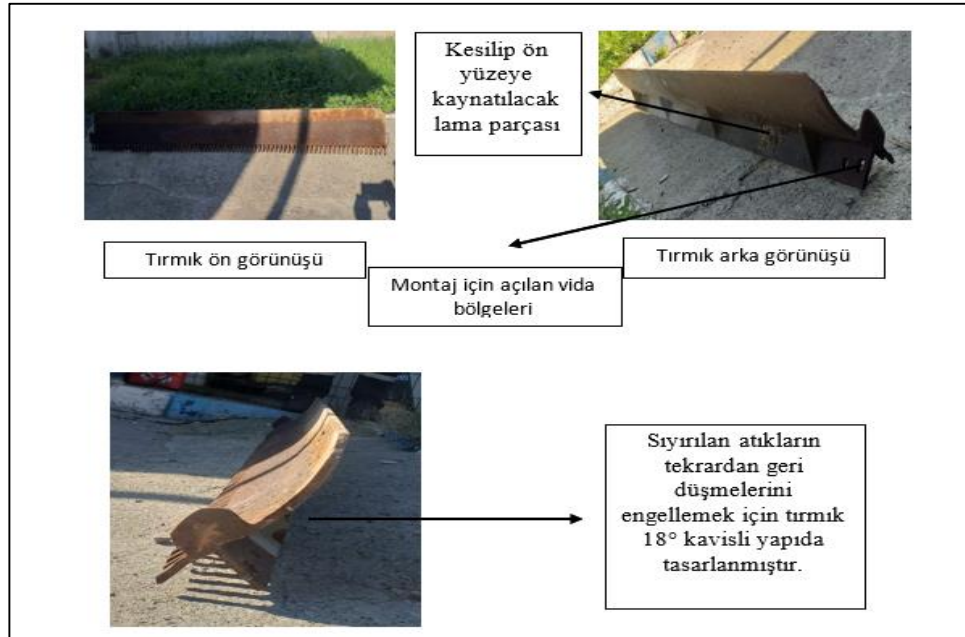 Kesilip ön
yüzeye
kaynatılacak
lama parçası
Tırmık ön görünüşü
Tırmık arka görünüşü
Montaj için açılan vida
bölgeleri
Sıyırılan atıkların
tekrardan geri
düşmelerini
engellemek için tırmık
18° kavisli yapıda
tasarlanmıştır.